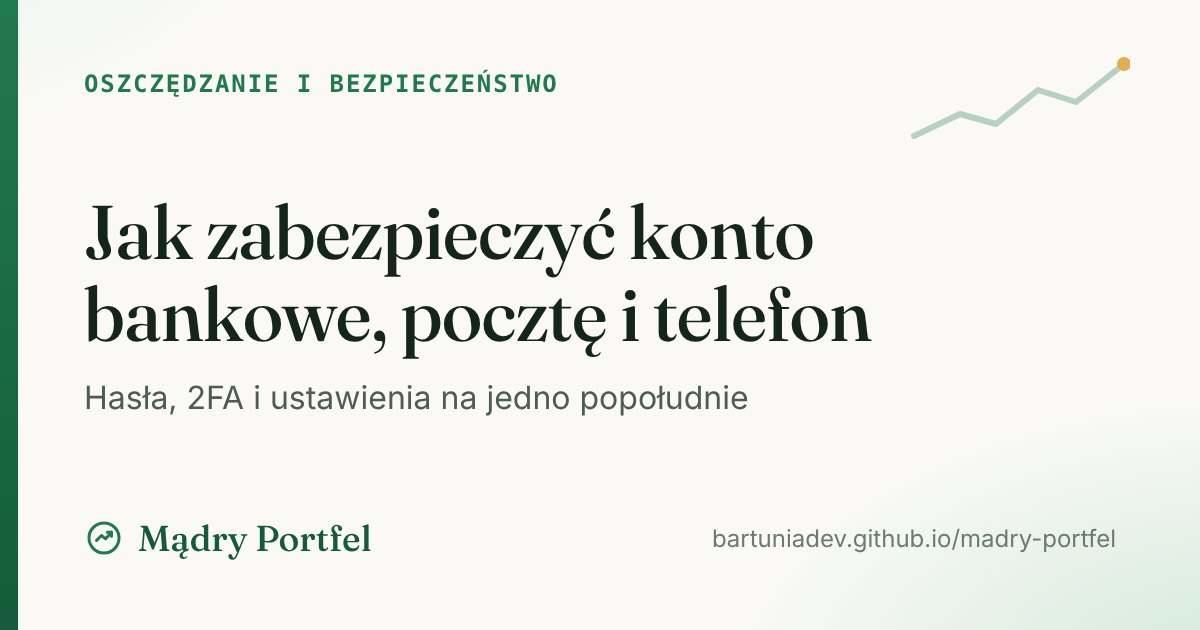 OSZCZĘDZANIE I BEZPIECZEŃSTWO
Jak zabezpieczyć konto
bankowe, pocztę i telefon
Hasła, 2FA i ustawienia na jedno popołudnie
Mądry Portfel
bartuniadev.github.io/madry-portfel